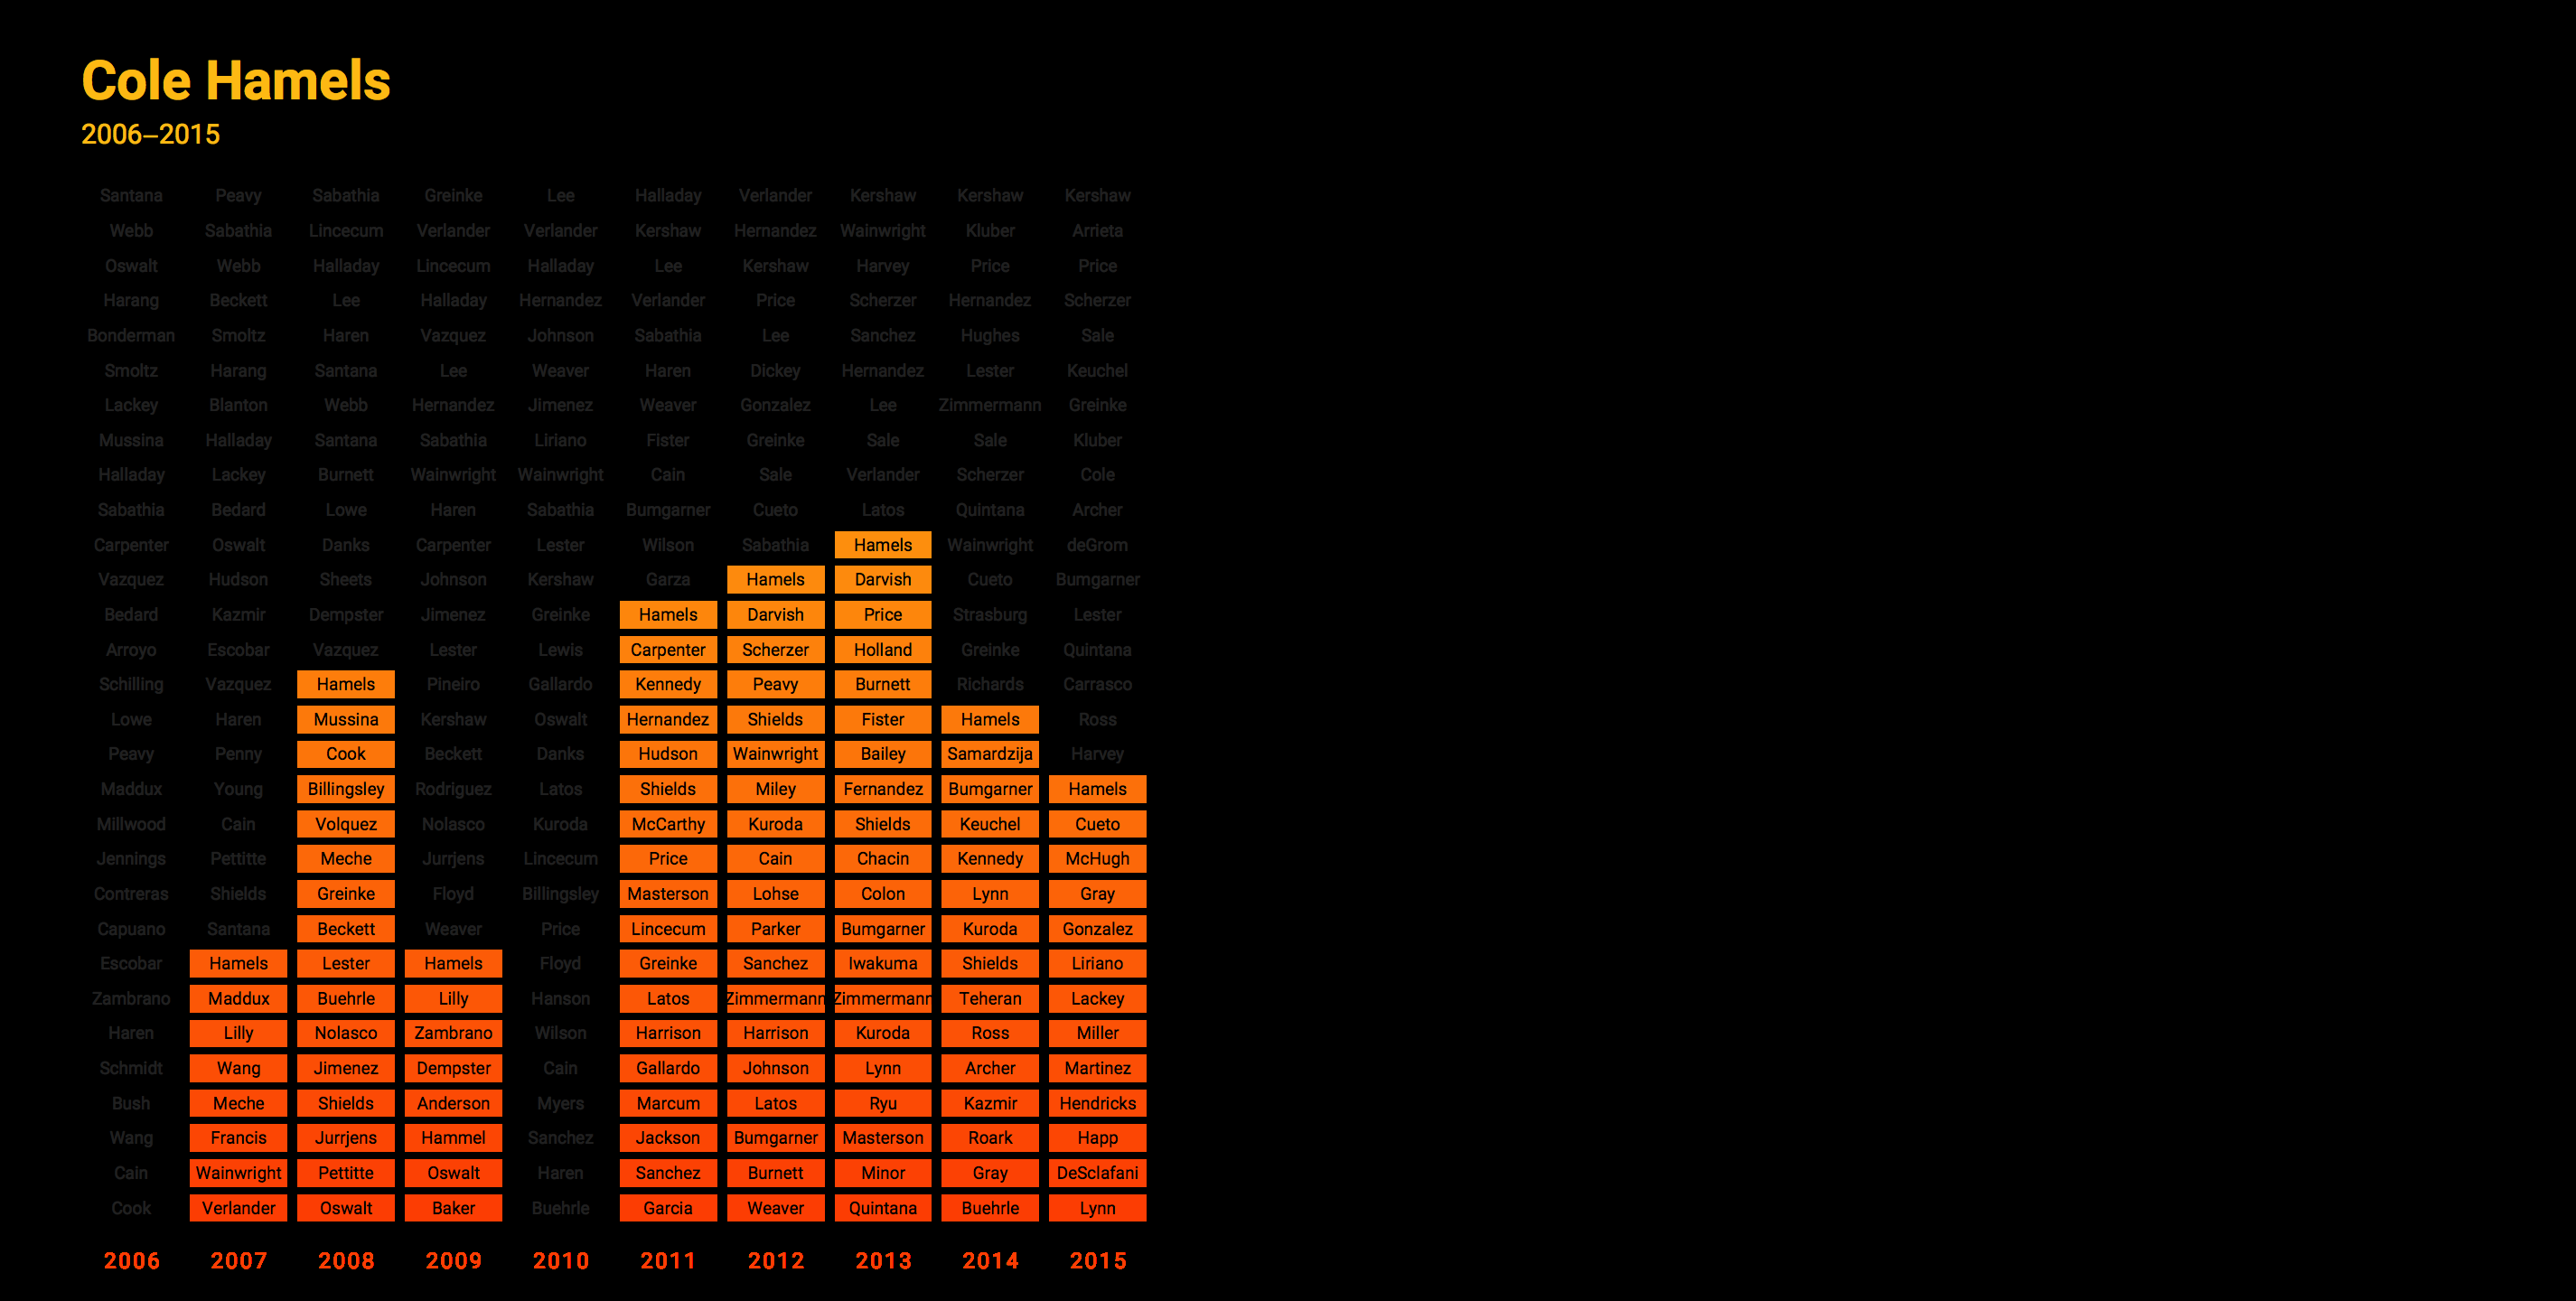 Cole Hamels
2006–2015
Santana Peavy Sabathia Greinke Lee Halladay Verlander Kershaw Kershaw Kershaw
Webb Sabathia Lincecum Verlander Verlander Kershaw Hernandez Wainwright Kluber Arrieta
Oswalt Webb Halladay Lincecum Halladay Lee Kershaw Harvey Price Price
Harang Beckett Lee Halladay Hernandez Verlander Price Scherzer Hernandez Scherzer
Bonderman Smoltz Haren Vazquez Johnson Sabathia Lee Sanchez Hughes Sale
Smoltz Harang Santana Lee Weaver Haren Dickey Hernandez Lester Keuchel
Lackey Blanton Webb Hernandez Jimenez Weaver Gonzalez Lee Zimmermann Greinke
Mussina Halladay Santana Sabathia Liriano Fister Greinke Sale Sale Kluber
Halladay Lackey Burnett Wainwright Wainwright Cain Sale Verlander Scherzer Cole
Sabathia Bedard Lowe Haren Sabathia Bumgarner Cueto Latos Quintana Archer
Carpenter Oswalt Danks Carpenter Lester Wilson Sabathia Hamels Wainwright deGrom
Vazquez Hudson Sheets Johnson Kershaw Garza Hamels Darvish Cueto Bumgarner
Bedard Kazmir Dempster Jimenez Greinke Hamels Darvish Price Strasburg Lester
Arroyo Escobar Vazquez Lester Lewis Carpenter Scherzer Holland Greinke Quintana
Schilling Vazquez Hamels Pineiro Gallardo Kennedy Peavy Burnett Richards Carrasco
Lowe Haren Mussina Kershaw Oswalt Hernandez Shields Fister Hamels Ross
Peavy Penny Cook Beckett Danks Hudson Wainwright Bailey Samardzija Harvey
Maddux Young Billingsley Rodriguez Latos Shields Miley Fernandez Bumgarner Hamels
Millwood Cain Volquez Nolasco Kuroda McCarthy Kuroda Shields Keuchel Cueto
Jennings Pettitte Meche Jurrjens Lincecum Price Cain Chacin Kennedy McHugh
Contreras Shields Greinke Floyd Billingsley Masterson Lohse Colon Lynn Gray
Capuano Santana Beckett Weaver Price Lincecum Parker Bumgarner Kuroda Gonzalez
Escobar Hamels Lester Hamels Floyd Greinke Sanchez Iwakuma Shields Liriano
Zambrano Maddux Buehrle Lilly Hanson Latos Zimmermann Zimmermann Teheran Lackey
Haren Lilly Nolasco Zambrano Wilson Harrison Harrison Kuroda Ross Miller
Schmidt Wang Jimenez Dempster Cain Gallardo Johnson Lynn Archer Martinez
Bush Meche Shields Anderson Myers Marcum Latos Ryu Kazmir Hendricks
Wang Francis Jurrjens Hammel Sanchez Jackson Bumgarner Masterson Roark Happ
Cain Wainwright Pettitte Oswalt Haren Sanchez Burnett Minor Gray DeSclafani
Cook Verlander Oswalt Baker Buehrle Garcia Weaver Quintana Buehrle Lynn
2006 2007 2008 2009 2010 2011 2012 2013 2014 2015